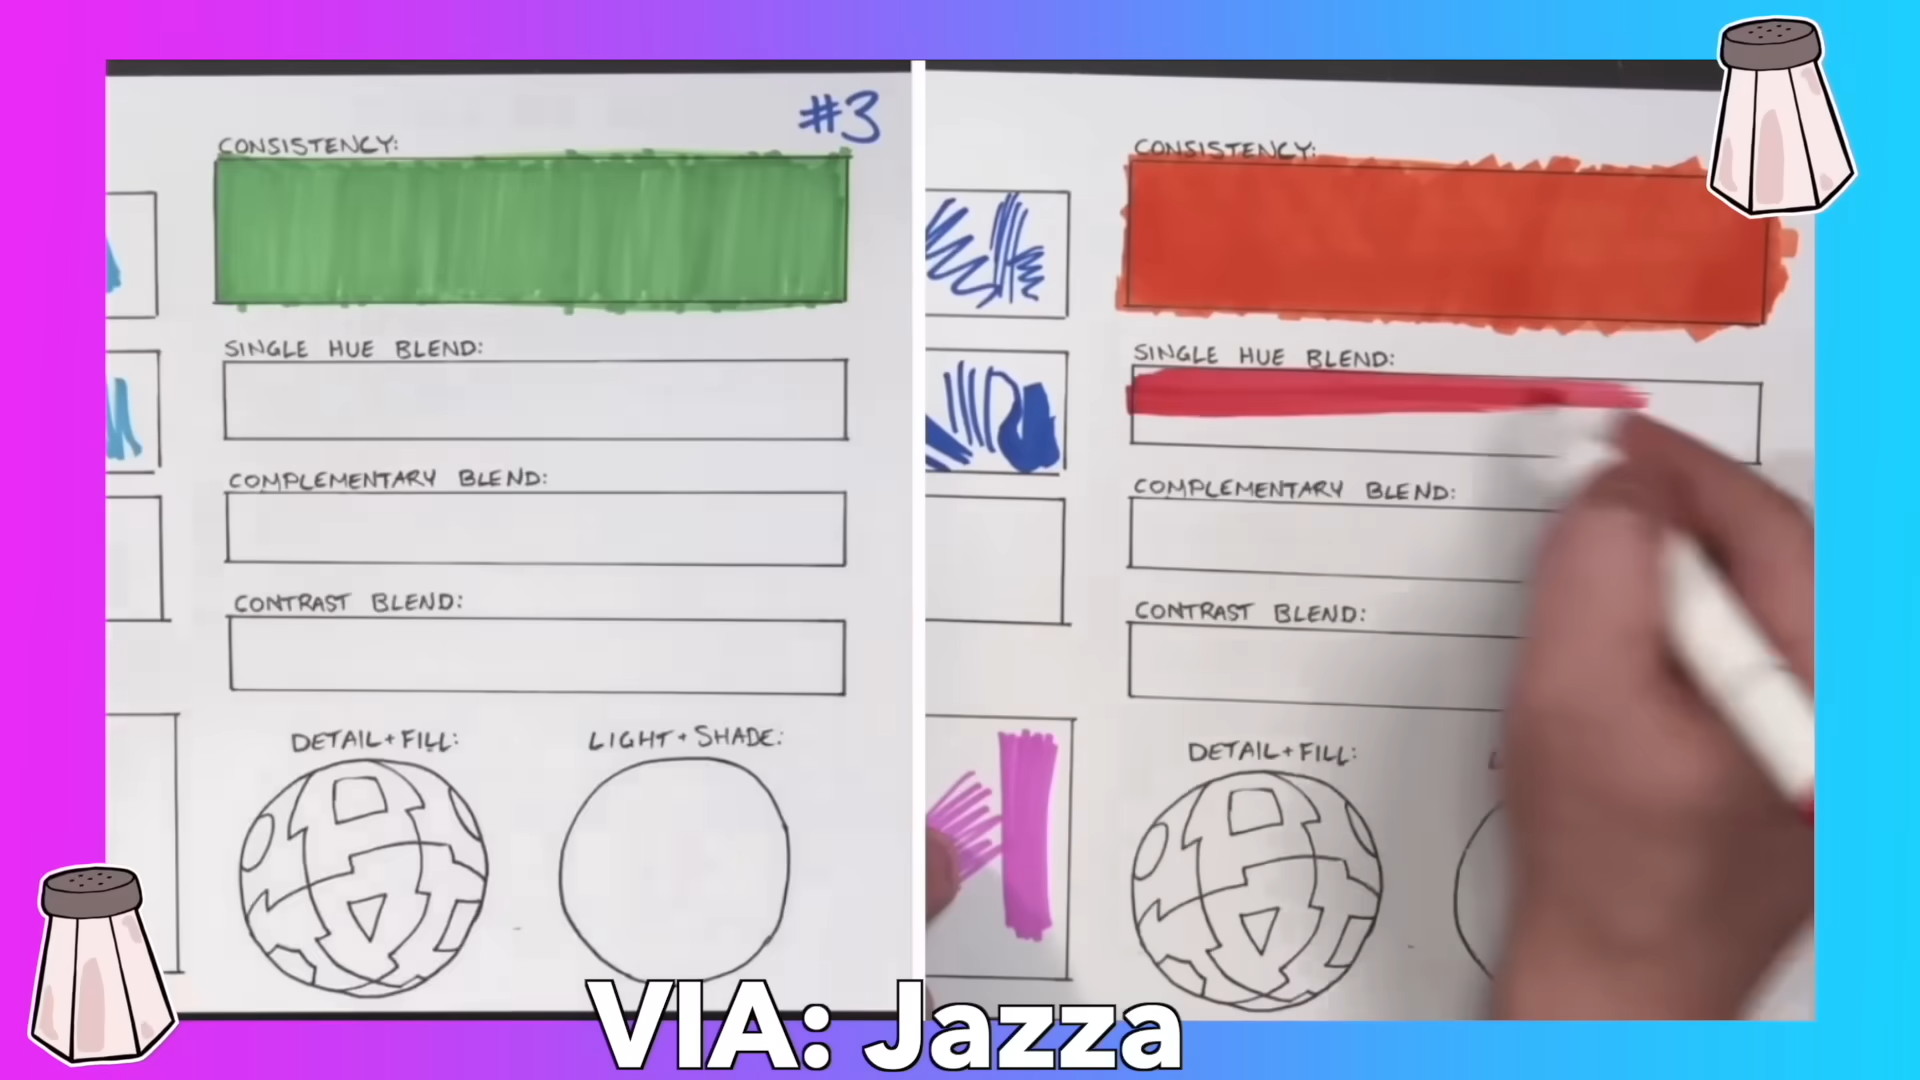 #3
CONSISTENCY:
SINGLE HUE BLEND:
COMPLEMENTARY BLEND:
CONTRAST BLEND:
DETAIL+FILL:
LIGHT+SHADE:
CONSISTENCY:
SINGLE HUE BLEND:
COMPLEMENTARY BLEND:
CONTRAST BLEND:
DETAIL+FILL:
VIA: Jazza